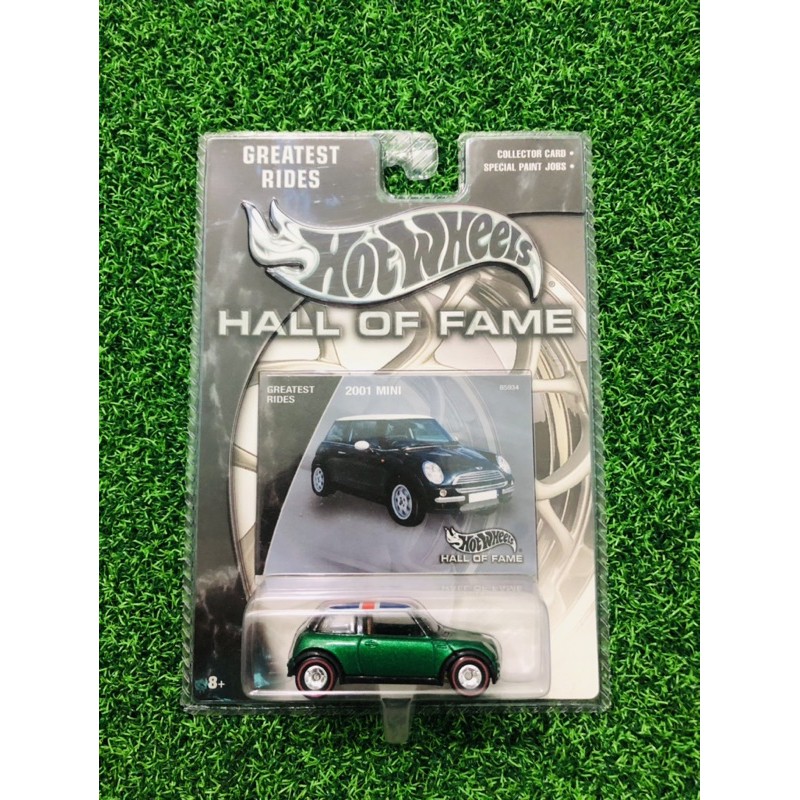 GREATEST
RIDES
COLLECTOR CARD •
SPECIAL PAINT JOBS •
HOT WHEELS
HALL OF FAME
GREATEST
RIDES
2001 MINI
HOT WHEELS
HALL OF FAME
8+